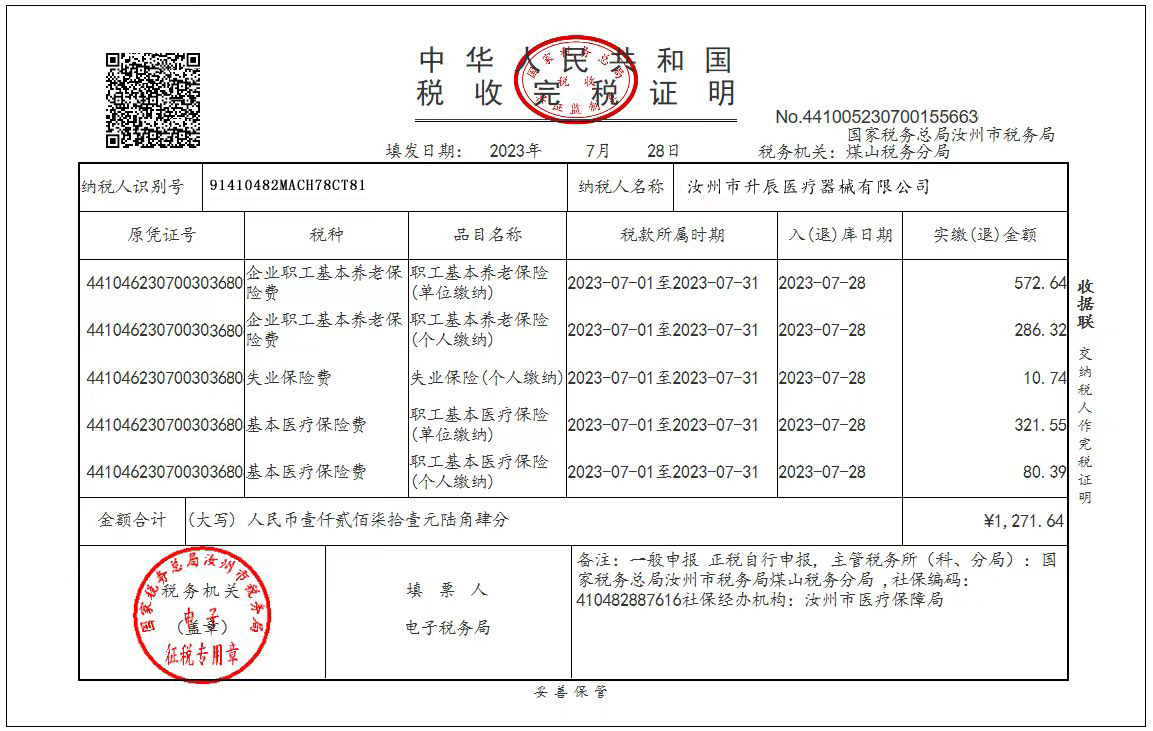 中华人民共和国
税收完税证明
国家税务总局
税收
票证监制
No.441005230700155663
国家税务总局汝州市税务局
填发日期: 2023年 7月 28日 税务机关: 煤山税务分局
纳税人识别号 91410482MACH78CT81 纳税人名称 汝州市升辰医疗器械有限公司
原凭证号 税种 品目名称 税款所属时期 入(退)库日期 实缴(退)金额
441046230700303680 企业职工基本养老保险费 职工基本养老保险(单位缴纳) 2023-07-01至2023-07-31 2023-07-28 572.64
441046230700303680 企业职工基本养老保险费 职工基本养老保险(个人缴纳) 2023-07-01至2023-07-31 2023-07-28 286.32
441046230700303680 失业保险费 失业保险(个人缴纳) 2023-07-01至2023-07-31 2023-07-28 10.74
441046230700303680 基本医疗保险费 职工基本医疗保险(单位缴纳) 2023-07-01至2023-07-31 2023-07-28 321.55
441046230700303680 基本医疗保险费 职工基本医疗保险(个人缴纳) 2023-07-01至2023-07-31 2023-07-28 80.39
金额合计 (大写) 人民币壹仟贰佰柒拾壹元陆角肆分 ¥1,271.64
税务机关
(盖章)
国家税务总局汝州市税务局
电子
征税专用章
填 票 人
电子税务局
备注: 一般申报 正税自行申报, 主管税务所(科、分局): 国
家税务总局汝州市税务局煤山税务分局 ,社保编码:
410482887616社保经办机构: 汝州市医疗保障局
收据联 交纳税人作完税证明
妥善保管